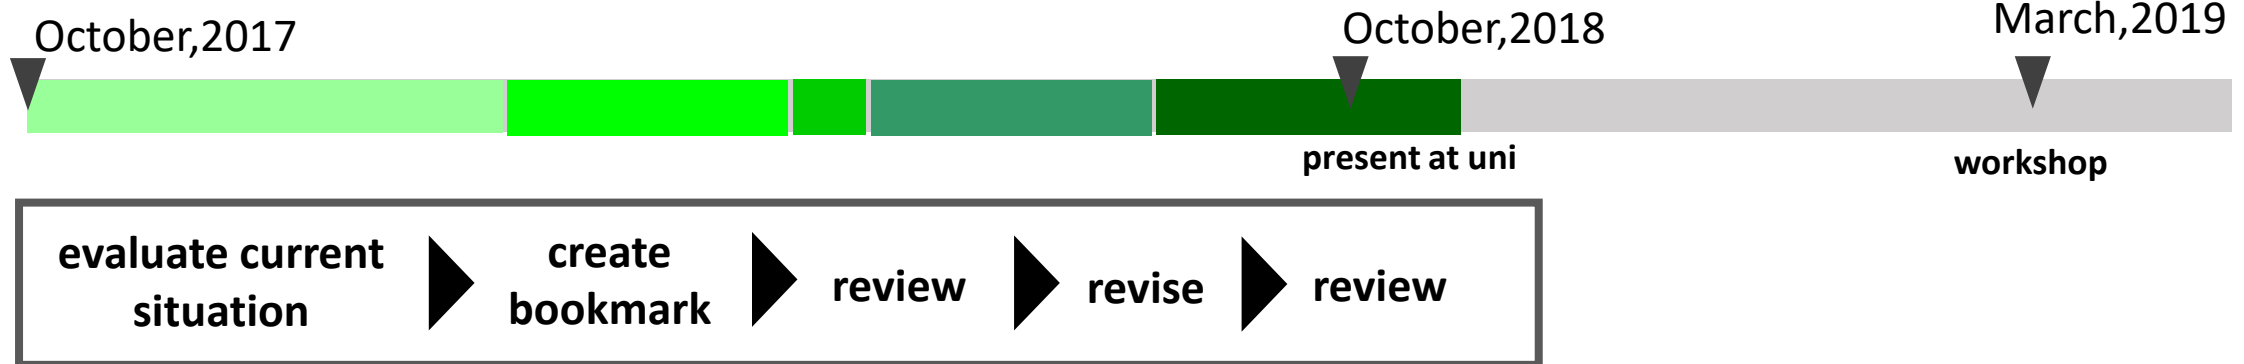 October,2017
October,2018
March,2019
present at uni
workshop
evaluate current
situation
create
bookmark
review
revise
review